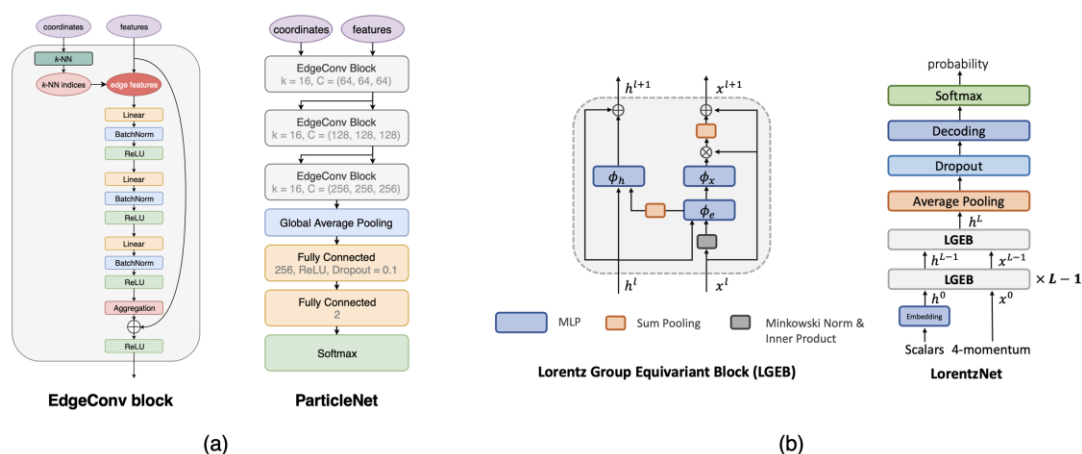 coordinates
features
k-NN
k-NN indices
edge features
Linear
BatchNorm
ReLU
Linear
BatchNorm
ReLU
Linear
BatchNorm
ReLU
Aggregation
ReLU
EdgeConv block
coordinates
features
EdgeConv Block
k = 16, C = (64, 64, 64)
EdgeConv Block
k = 16, C = (128, 128, 128)
EdgeConv Block
k = 16, C = (256, 256, 256)
Global Average Pooling
Fully Connected
256, ReLU, Dropout = 0.1
Fully Connected
2
Softmax
ParticleNet
(a)
h^{l+1}
x^{l+1}
ϕ_h
ϕ_x
ϕ_e
h^l
x^l
MLP
Sum Pooling
Minkowski Norm &
Inner Product
Lorentz Group Equivariant Block (LGEB)
probability
Softmax
Decoding
Dropout
Average Pooling
h^L
LGEB
h^{L−1}
x^{L−1}
LGEB
× L − 1
h^0
x^0
Embedding
Scalars
4-momentum
LorentzNet
(b)